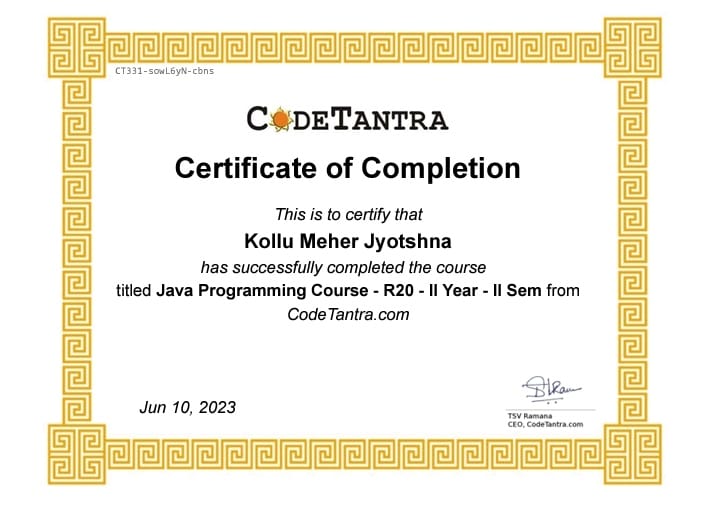 CT331-sowL6yN-cbns
CODETANTRA
Certificate of Completion
This is to certify that
Kollu Meher Jyotshna
has successfully completed the course
titled Java Programming Course - R20 - II Year - II Sem from
CodeTantra.com
Jun 10, 2023
TSV Ramana
CEO, CodeTantra.com